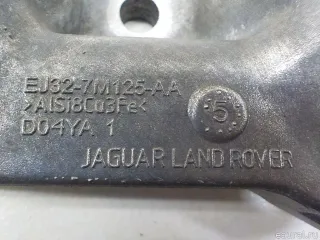 EJ32-7M125-AA
>AlSi8Cu3Fe<
D04YA 1
5
JAGUAR LAND ROVER